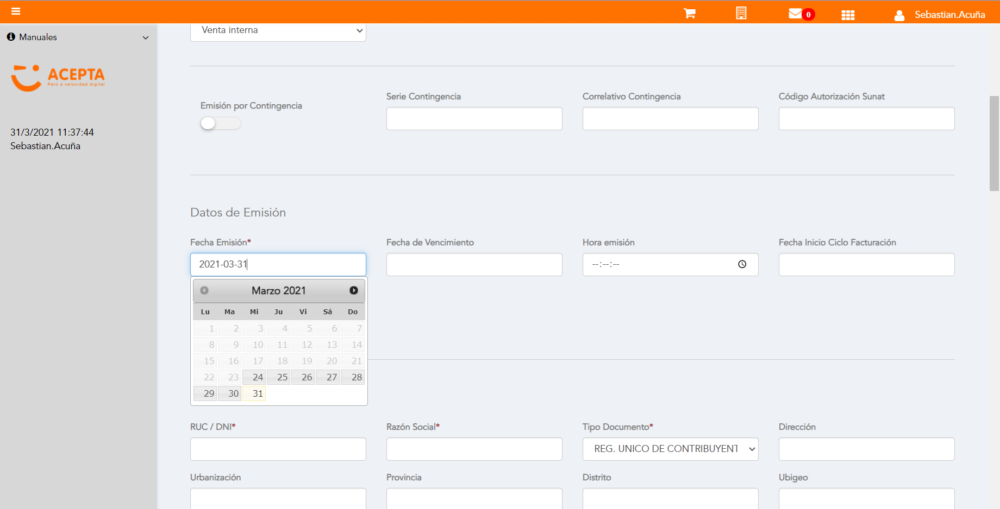 0
Sebastian.Acuña
Manuales
ACEPTA
Perú a velocidad digital
31/3/2021 11:37:44
Sebastian.Acuña
Venta interna
Emisión por Contingencia
Serie Contingencia
Correlativo Contingencia
Código Autorización Sunat
Datos de Emisión
Fecha Emisión*
Fecha de Vencimiento
Hora emisión
Fecha Inicio Ciclo Facturación
2021-03-31
--:--:--
Marzo 2021
Lu Ma Mi Ju Vi Sá Do
1 2 3 4 5 6 7
8 9 10 11 12 13 14
15 16 17 18 19 20 21
22 23 24 25 26 27 28
29 30 31
RUC / DNI*
Razón Social*
Tipo Documento*
Dirección
REG. UNICO DE CONTRIBUYENT
Urbanización
Provincia
Distrito
Ubigeo